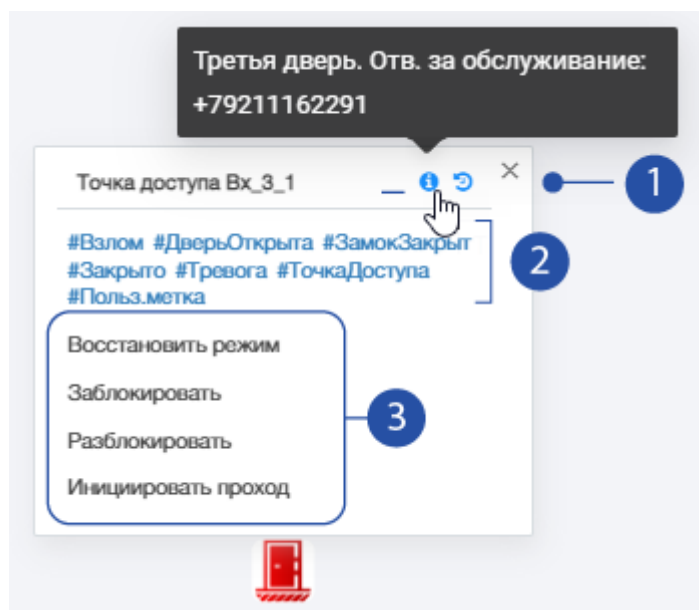 Третья дверь. Отв. за обслуживание:
+79211162291
Точка доступа Вх_3_1
1
#Взлом #ДверьОткрыта #ЗамокЗакрыт
#Закрыто #Тревога #ТочкаДоступа
#Польз.метка
2
Восстановить режим
Заблокировать
Разблокировать
Инициировать проход
3